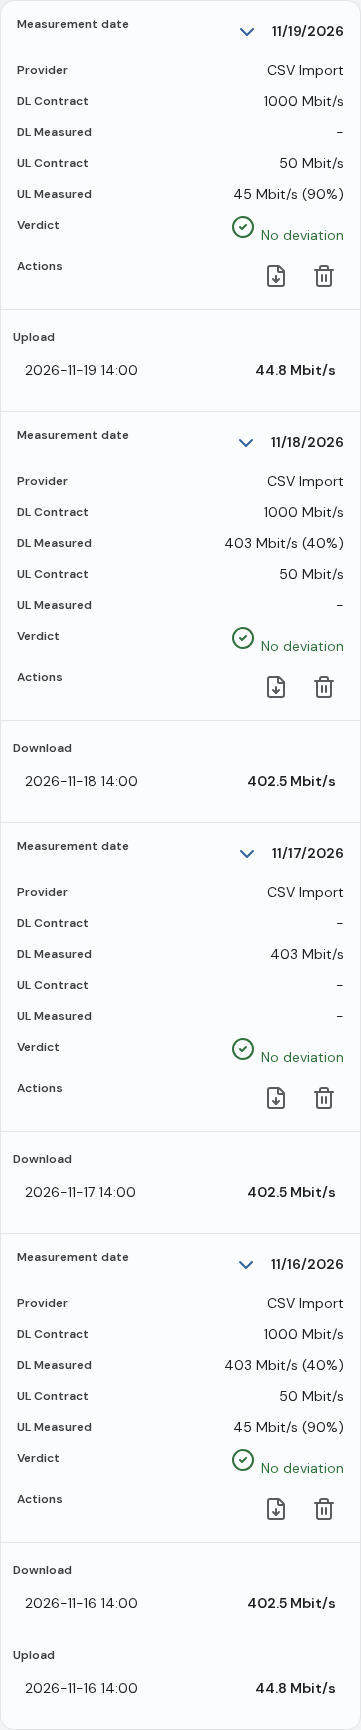 Measurement date 11/19/2026
Provider CSV Import
DL Contract 1000 Mbit/s
DL Measured -
UL Contract 50 Mbit/s
UL Measured 45 Mbit/s (90%)
Verdict No deviation
Actions
Upload
2026-11-19 14:00 44.8 Mbit/s
Measurement date 11/18/2026
Provider CSV Import
DL Contract 1000 Mbit/s
DL Measured 403 Mbit/s (40%)
UL Contract 50 Mbit/s
UL Measured -
Verdict No deviation
Actions
Download
2026-11-18 14:00 402.5 Mbit/s
Measurement date 11/17/2026
Provider CSV Import
DL Contract -
DL Measured 403 Mbit/s
UL Contract -
UL Measured -
Verdict No deviation
Actions
Download
2026-11-17 14:00 402.5 Mbit/s
Measurement date 11/16/2026
Provider CSV Import
DL Contract 1000 Mbit/s
DL Measured 403 Mbit/s (40%)
UL Contract 50 Mbit/s
UL Measured 45 Mbit/s (90%)
Verdict No deviation
Actions
Download
2026-11-16 14:00 402.5 Mbit/s
Upload
2026-11-16 14:00 44.8 Mbit/s